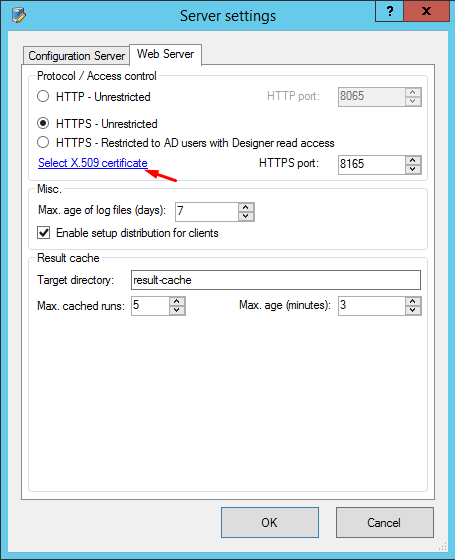 Server settings
?
Configuration Server
Web Server
Protocol / Access control
HTTP - Unrestricted
HTTP port: 8065
HTTPS - Unrestricted
HTTPS - Restricted to AD users with Designer read access
Select X.509 certificate
HTTPS port: 8165
Misc.
Max. age of log files (days): 7
Enable setup distribution for clients
Result cache
Target directory: result-cache
Max. cached runs: 5
Max. age (minutes): 3
OK
Cancel